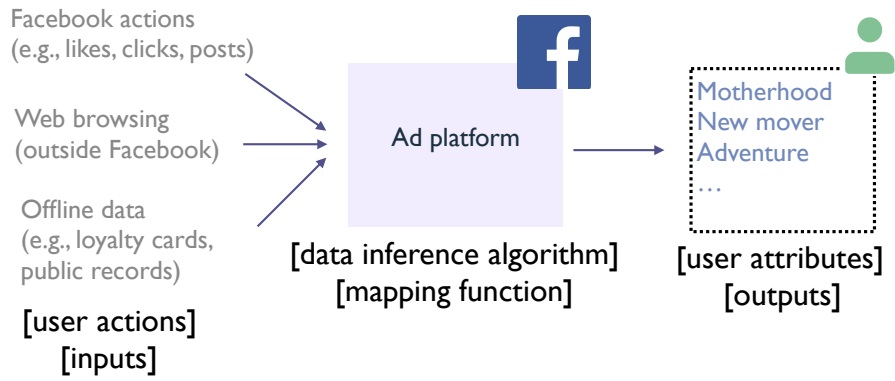 Facebook actions
(e.g., likes, clicks, posts)
Web browsing
(outside Facebook)
Offline data
(e.g., loyalty cards,
public records)
[user actions]
[inputs]
f
Ad platform
[data inference algorithm]
[mapping function]
Motherhood
New mover
Adventure
…
[user attributes]
[outputs]